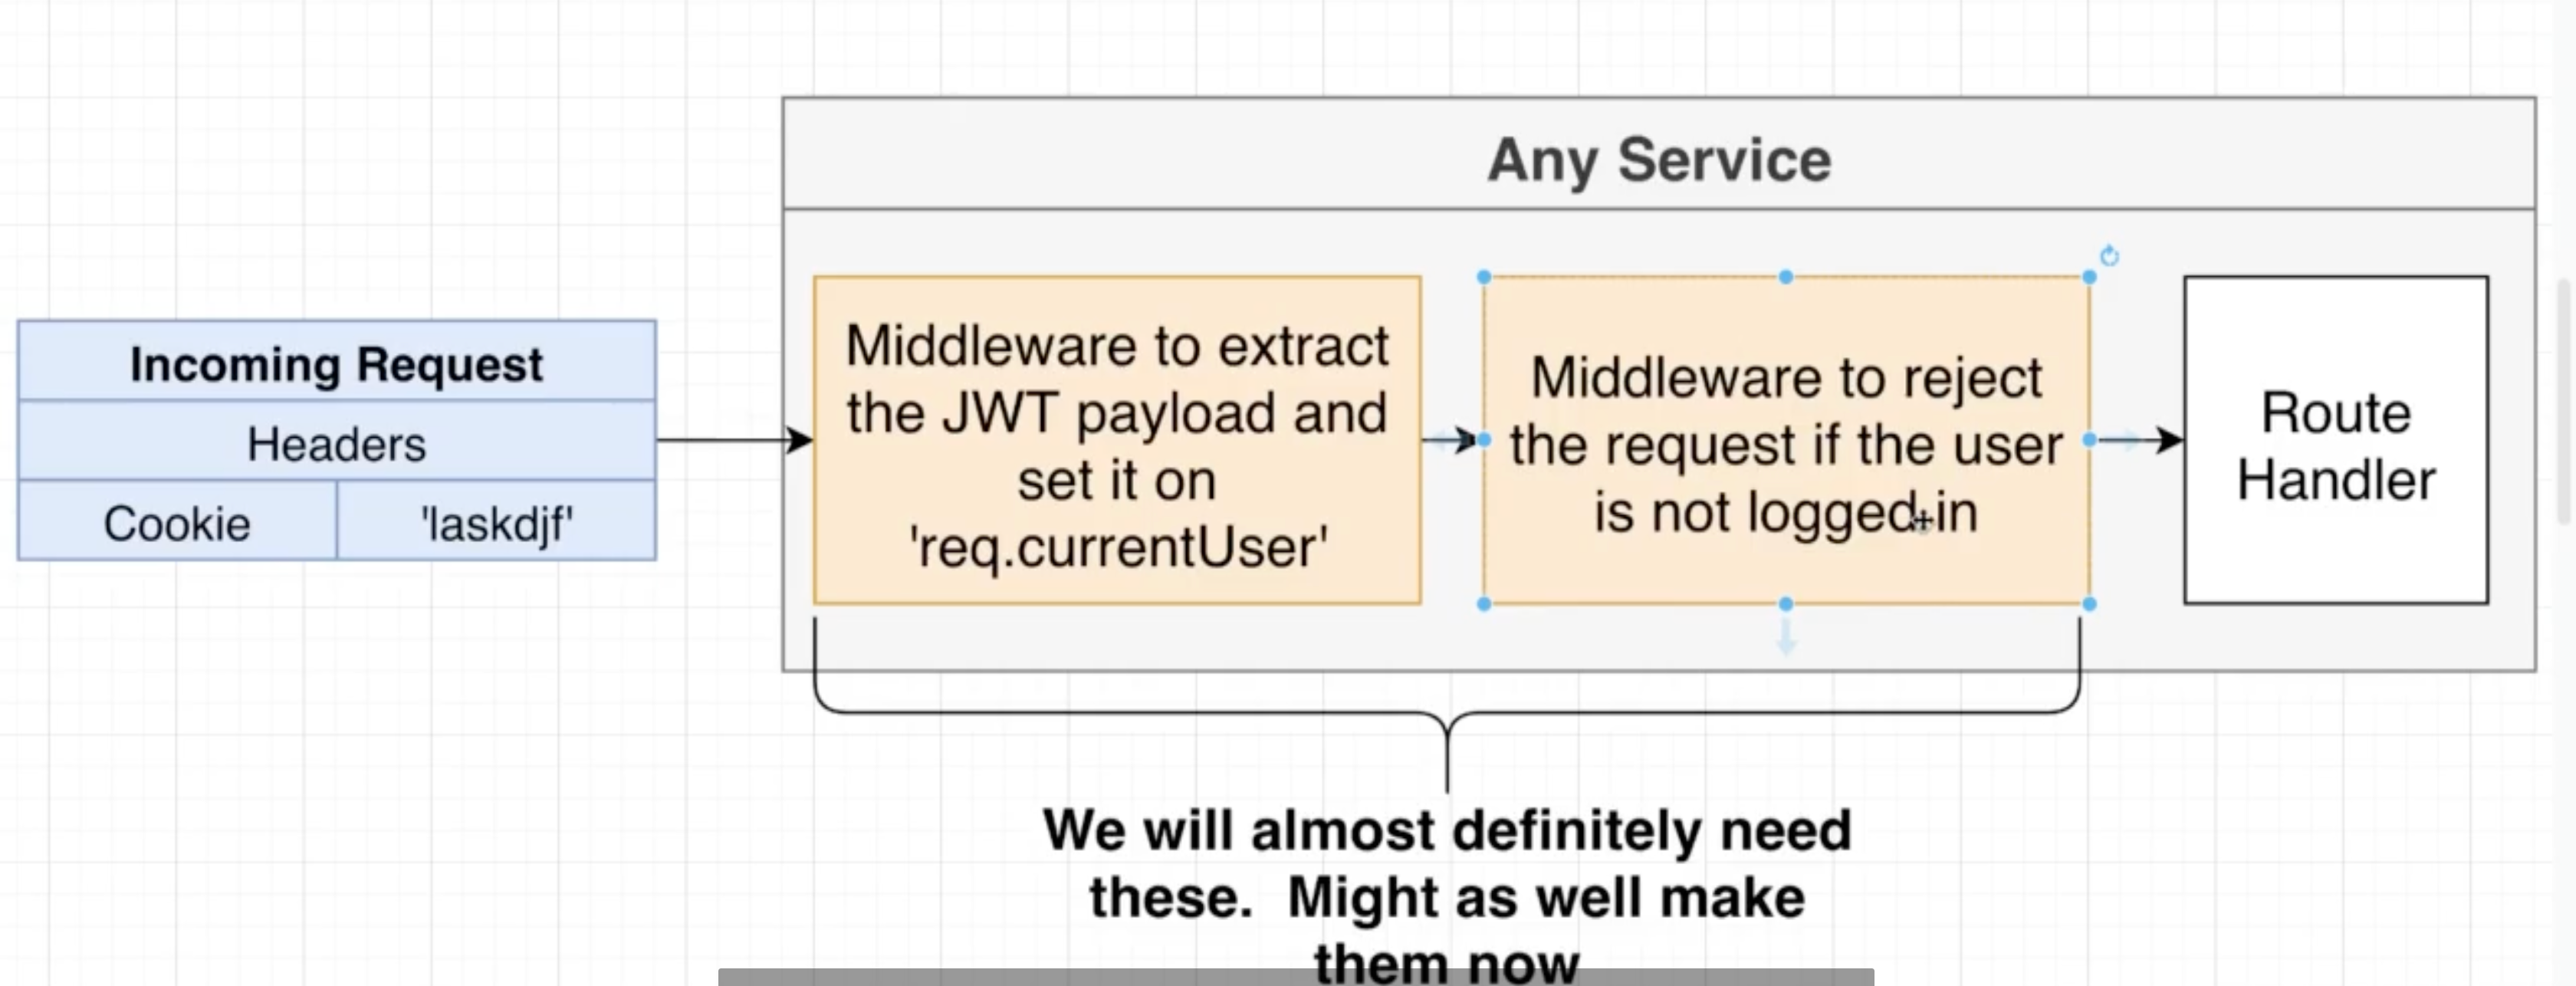 Any Service
Incoming Request
Headers
Cookie
'laskdjf'
Middleware to extract
the JWT payload and
set it on
'req.currentUser'
Middleware to reject
the request if the user
is not logged in
Route
Handler
We will almost definitely need
these.  Might as well make
them now